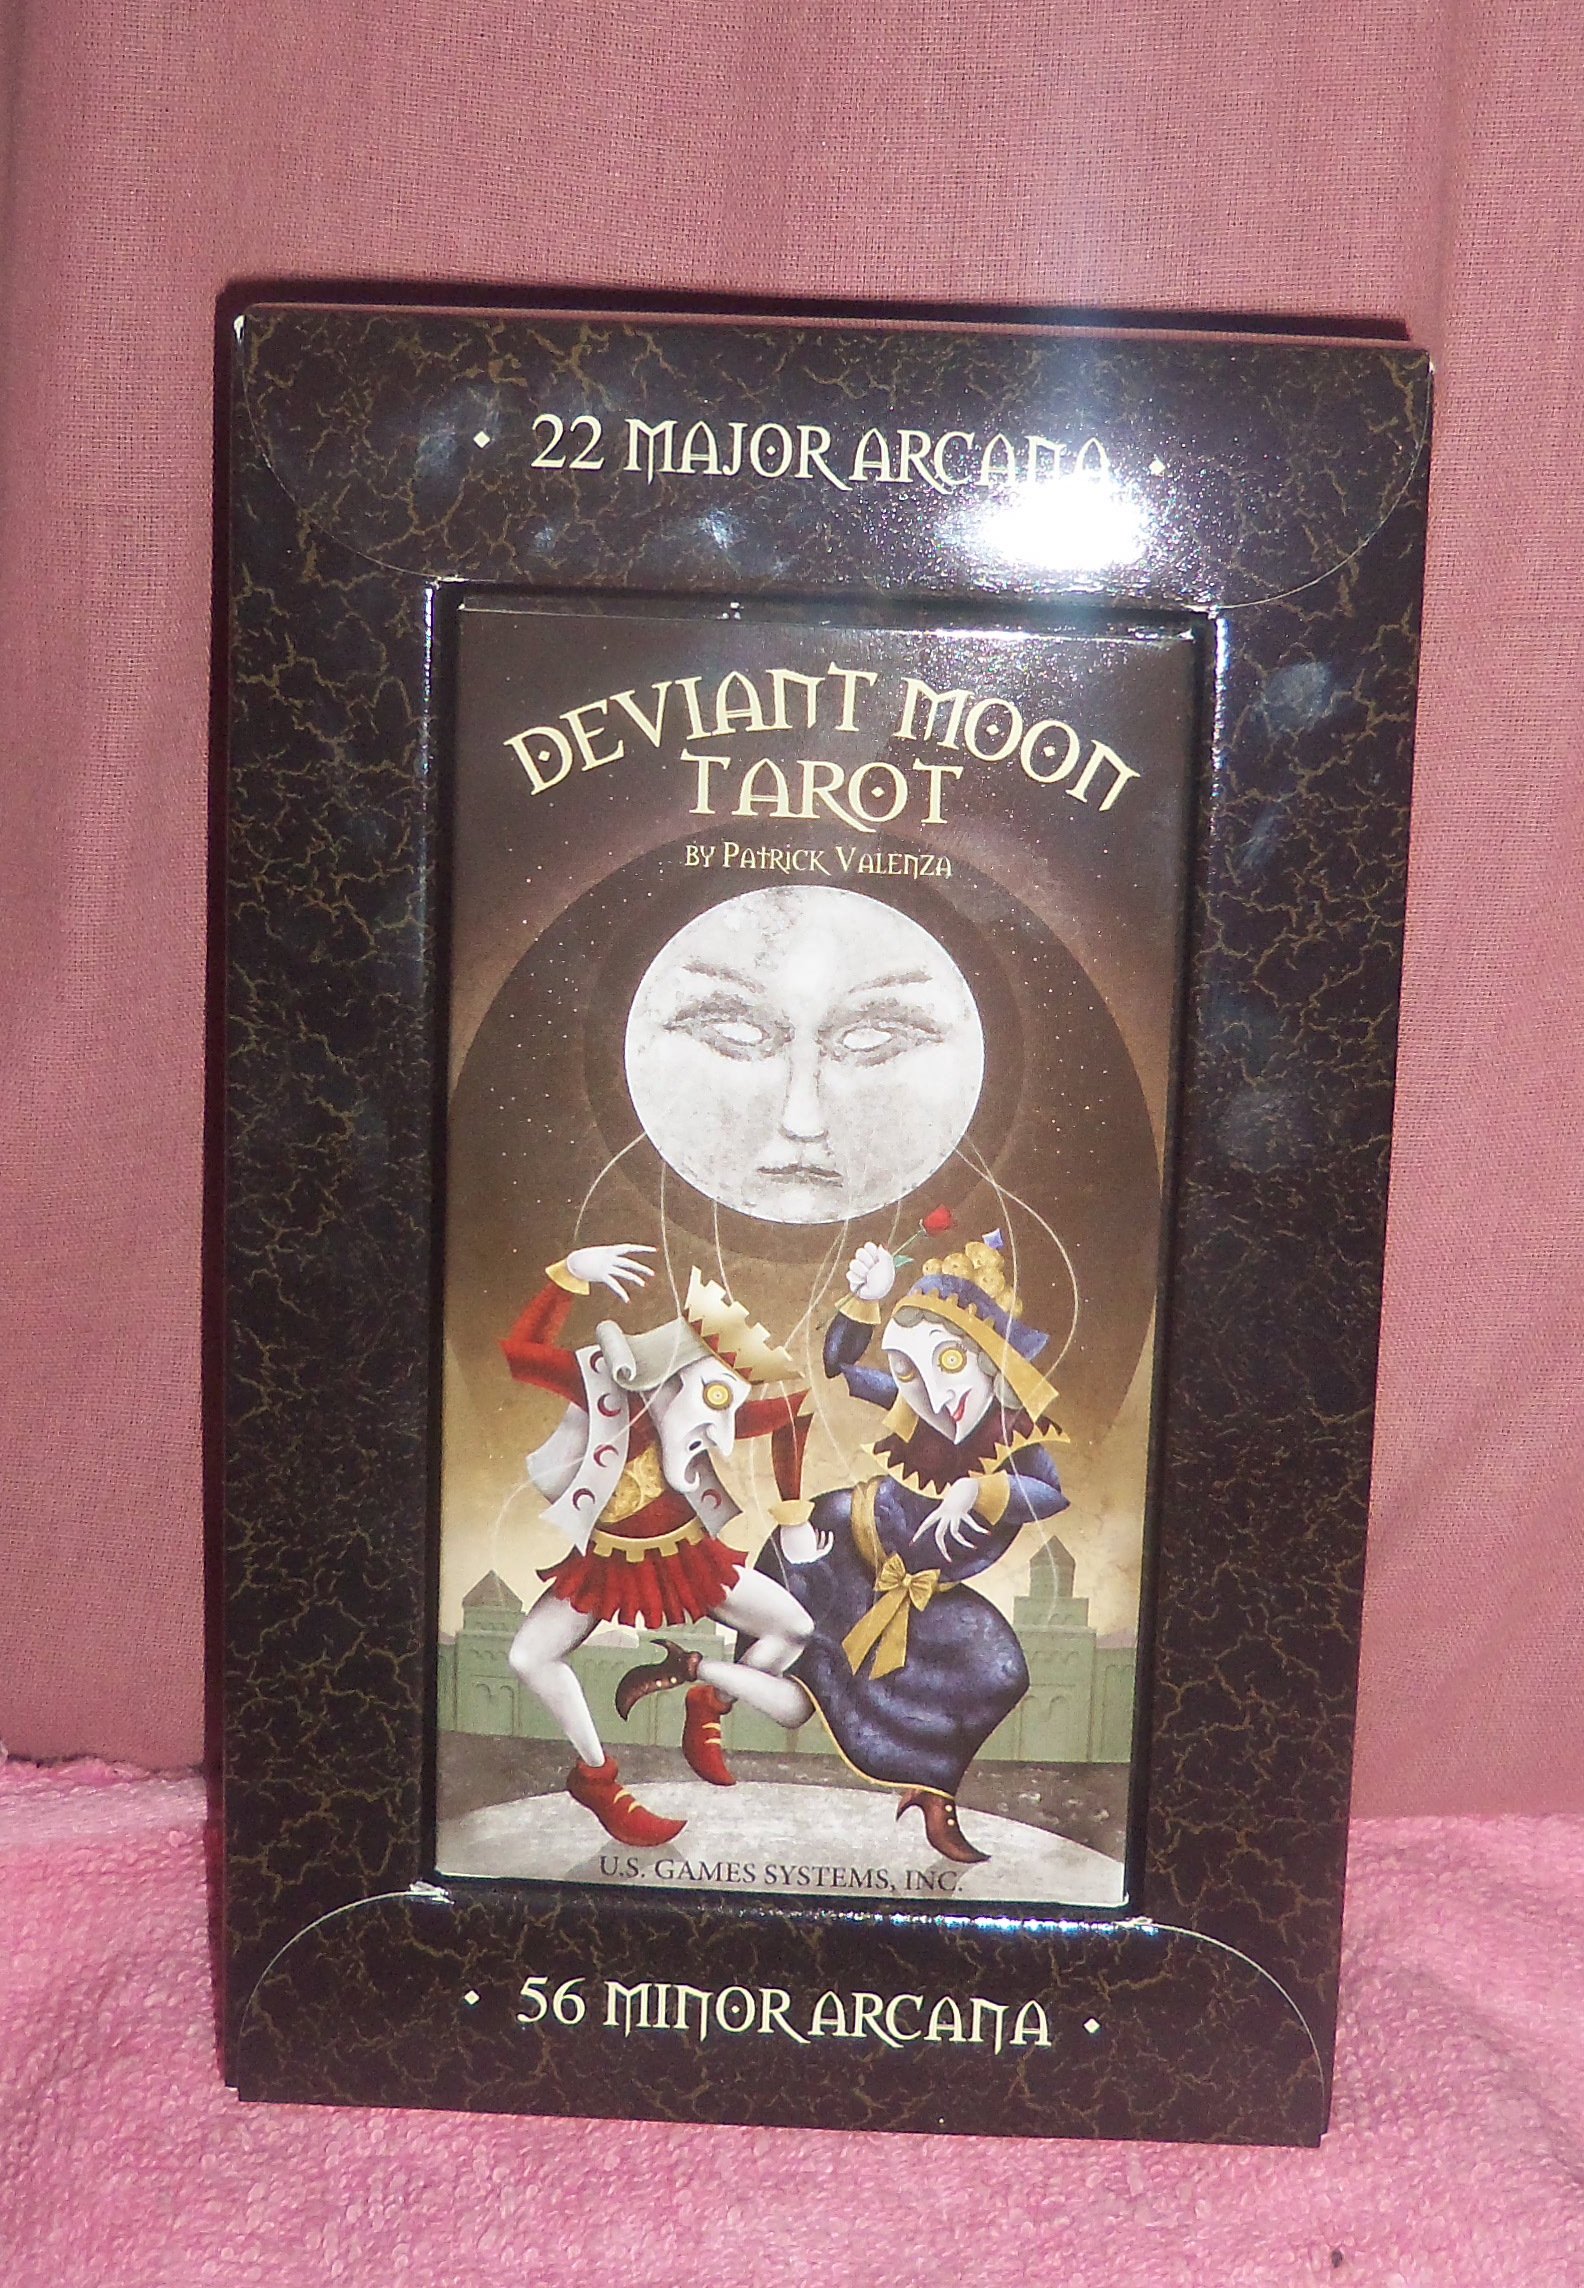 22 MAJOR ARCANA
DEVIANT MOON
TAROT
BY PATRICK VALENZA
U.S. GAMES SYSTEMS, INC.
56 MINOR ARCANA